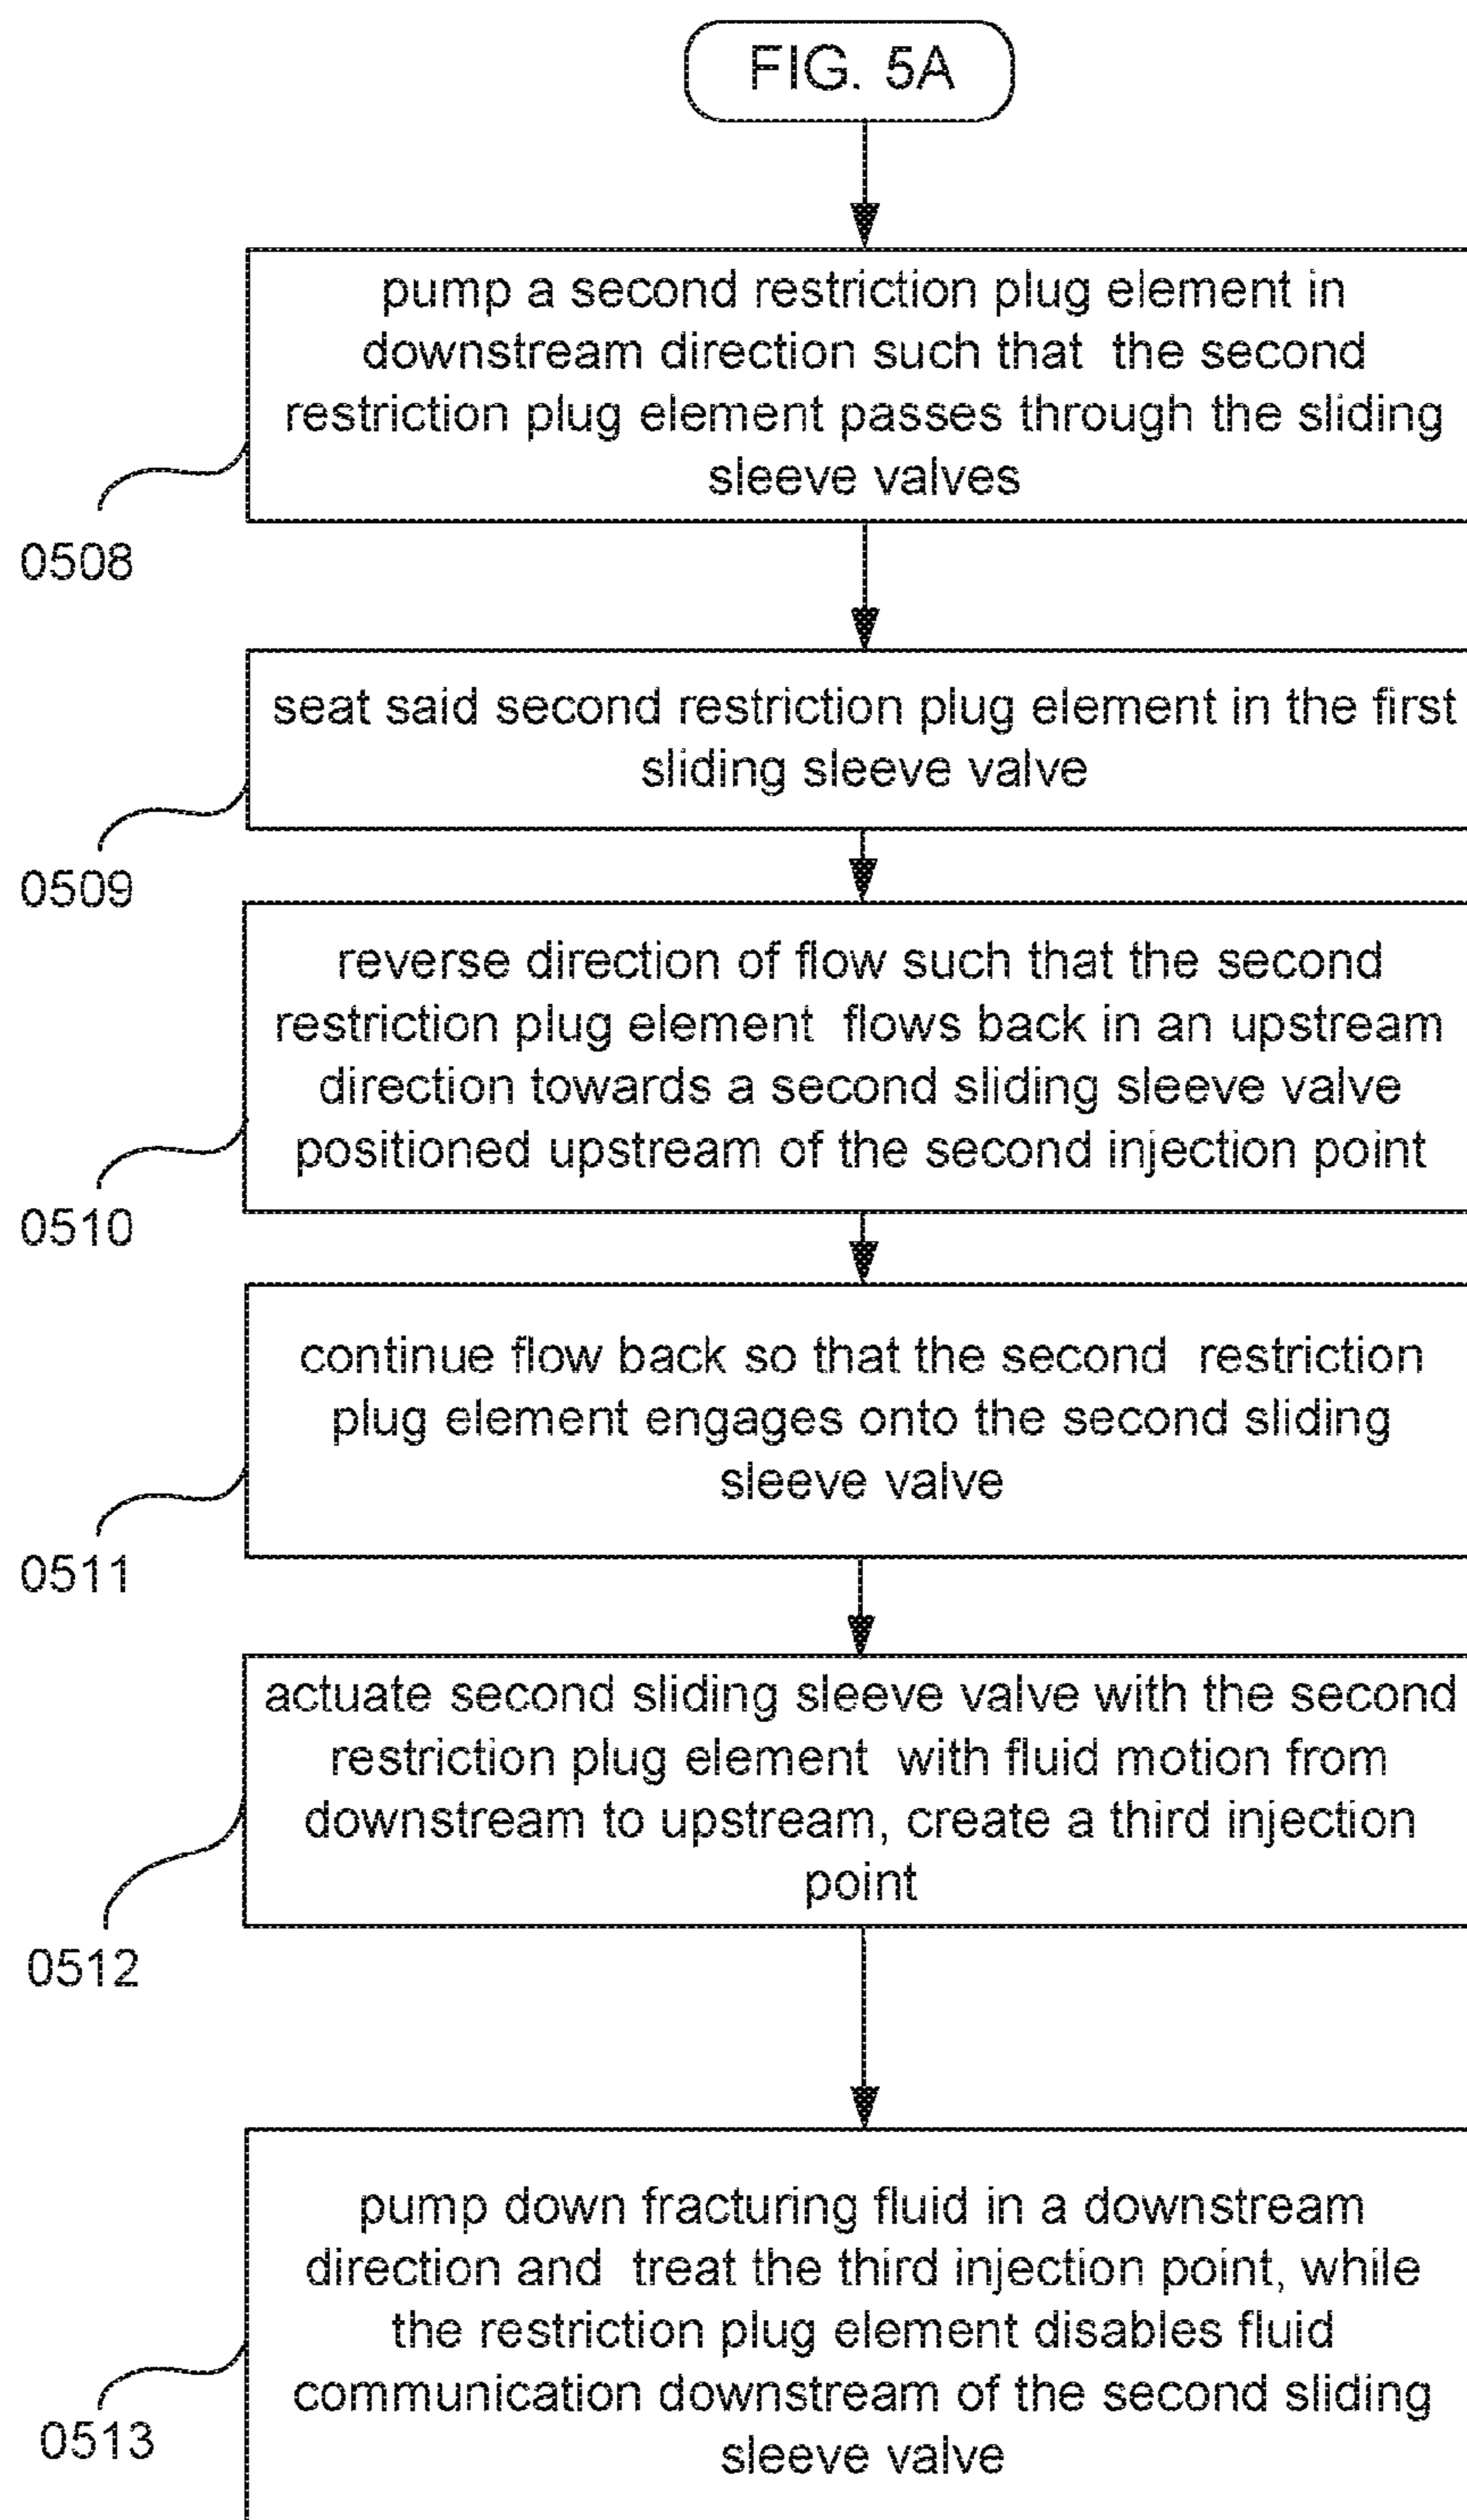 FIG. 5A
pump a second restriction plug element in
downstream direction such that the second
restriction plug element passes through the sliding
sleeve valves
0508
seat said second restriction plug element in the first
sliding sleeve valve
0509
reverse direction of flow such that the second
restriction plug element flows back in an upstream
direction towards a second sliding sleeve valve
positioned upstream of the second injection point
0510
continue flow back so that the second restriction
plug element engages onto the second sliding
sleeve valve
0511
actuate second sliding sleeve valve with the second
restriction plug element with fluid motion from
downstream to upstream, create a third injection
point
0512
pump down fracturing fluid in a downstream
direction and treat the third injection point, while
the restriction plug element disables fluid
communication downstream of the second sliding
sleeve valve
0513